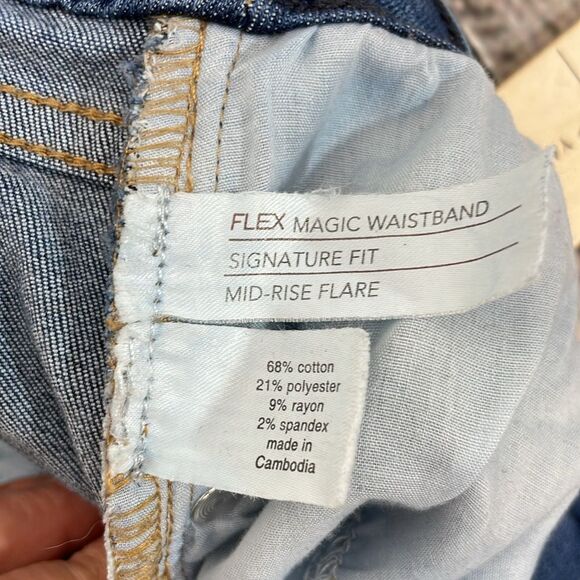 FLEX MAGIC WAISTBAND
SIGNATURE FIT
MID-RISE FLARE
68% cotton
21% polyester
9% rayon
2% spandex
made in
Cambodia